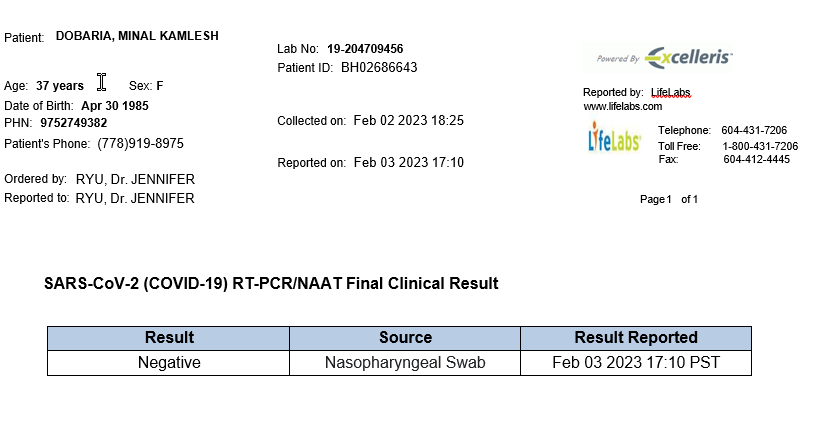 Patient: DOBARIA, MINAL KAMLESH
Age: 37 years Sex: F
Date of Birth: Apr 30 1985
PHN: 9752749382
Patient's Phone: (778)919-8975
Ordered by: RYU, Dr. JENNIFER
Reported to: RYU, Dr. JENNIFER
Lab No: 19-204709456
Patient ID: BH02686643
Collected on: Feb 02 2023 18:25
Reported on: Feb 03 2023 17:10
Powered By Excelleris™
Reported by: LifeLabs
www.lifelabs.com
LifeLabs
Telephone: 604-431-7206
Toll Free: 1-800-431-7206
Fax: 604-412-4445
Page 1 of 1
SARS-CoV-2 (COVID-19) RT-PCR/NAAT Final Clinical Result
Result Source Result Reported
Negative Nasopharyngeal Swab Feb 03 2023 17:10 PST